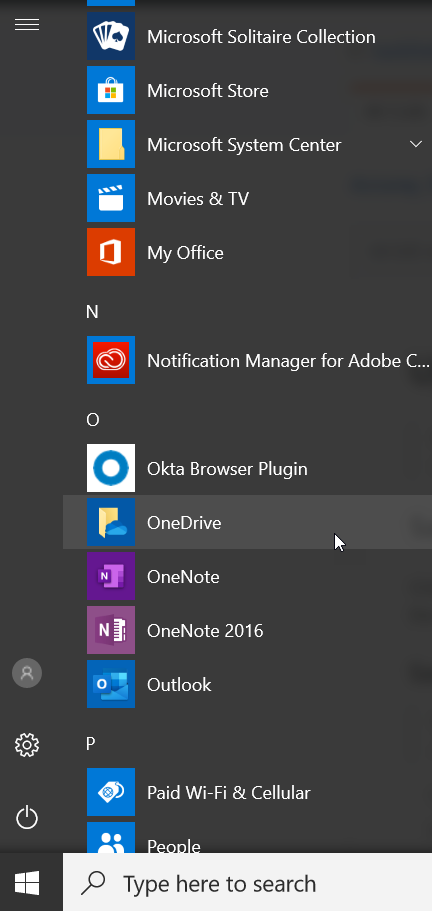 Microsoft Solitaire Collection
Microsoft Store
Microsoft System Center
Movies & TV
My Office
N
Notification Manager for Adobe C...
O
Okta Browser Plugin
OneDrive
OneNote
OneNote 2016
Outlook
P
Paid Wi-Fi & Cellular
People
Type here to search